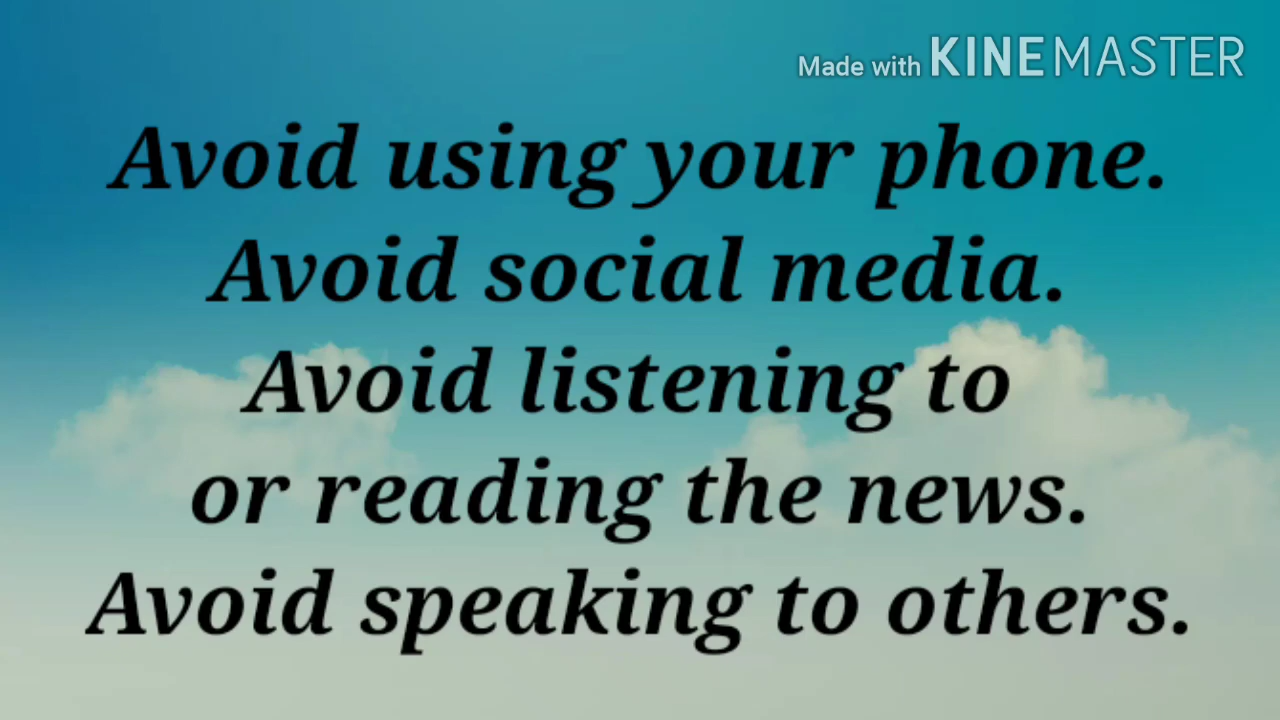 Made with KINEMASTER
Avoid using your phone.
Avoid social media.
Avoid listening to
or reading the news.
Avoid speaking to others.